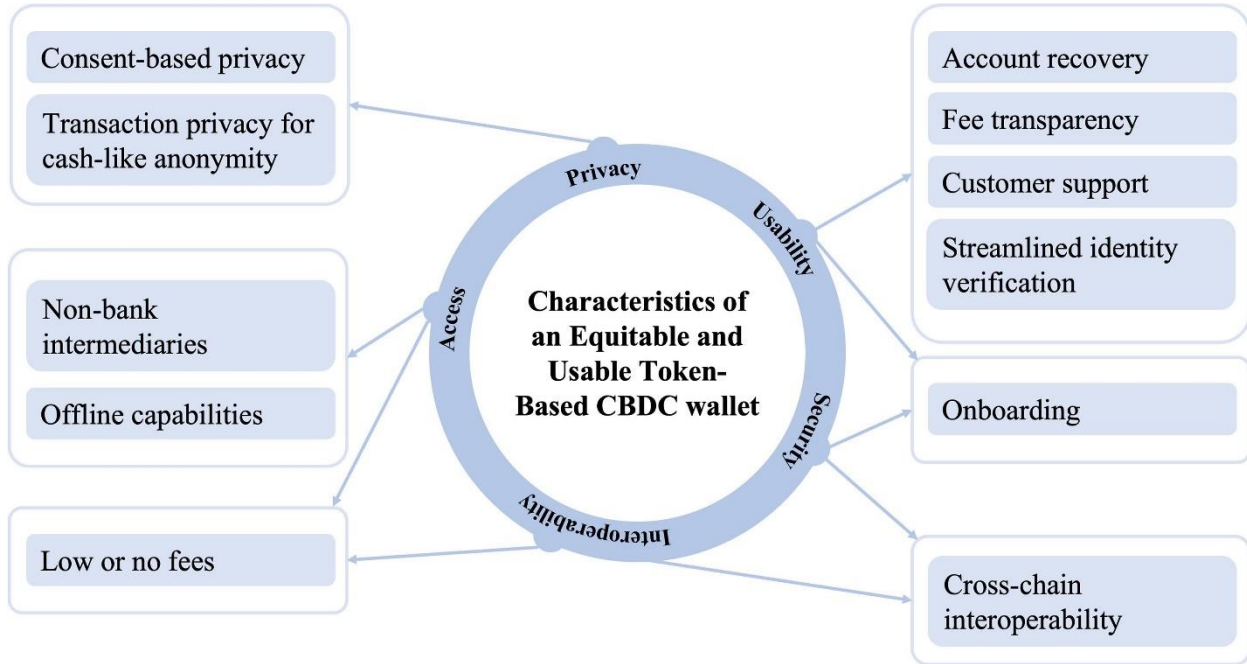 Consent-based privacy
Transaction privacy for
cash-like anonymity
Non-bank
intermediaries
Offline capabilities
Low or no fees
Privacy
Usability
Access
Security
Interoperability
Characteristics of
an Equitable and
Usable Token-
Based CBDC wallet
Account recovery
Fee transparency
Customer support
Streamlined identity
verification
Onboarding
Cross-chain
interoperability